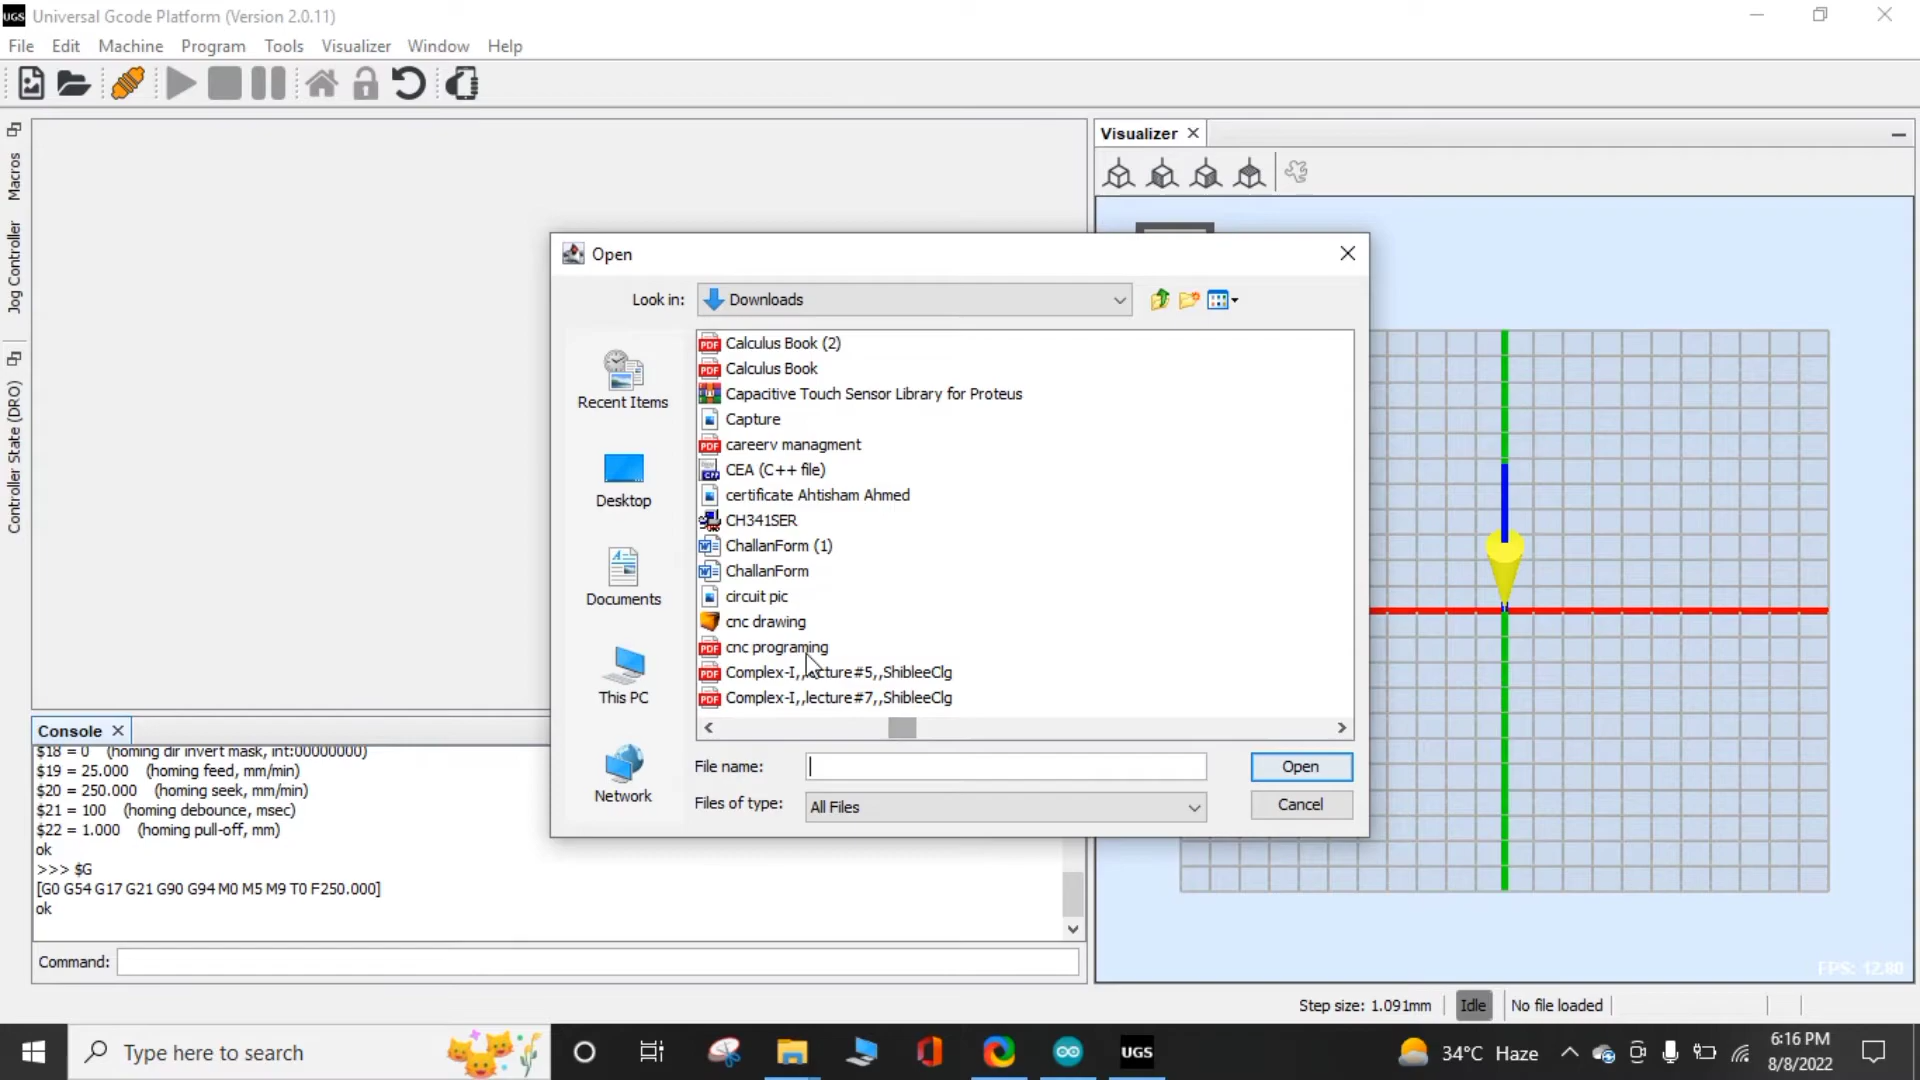 UGS Universal Gcode Platform (Version 2.0.11)
File Edit Machine Program Tools Visualizer Window Help
Macros
Jog Controller
Controller State (DRO)
Visualizer
Open
Look in: Downloads
Recent Items
Desktop
Documents
This PC
Network
Calculus Book (2)
Calculus Book
Capacitive Touch Sensor Library for Proteus
Capture
careerv managment
CEA (C++ file)
certificate Ahtisham Ahmed
CH341SER
ChallanForm (1)
ChallanForm
circuit pic
cnc drawing
cnc programing
Complex-I,,lecture#5,,ShibleeClg
Complex-I,,lecture#7,,ShibleeClg
File name:
Open
Files of type: All Files
Cancel
Console
$18 = 0 (homing dir invert mask, int:00000000)
$19 = 25.000 (homing feed, mm/min)
$20 = 250.000 (homing seek, mm/min)
$21 = 100 (homing debounce, msec)
$22 = 1.000 (homing pull-off, mm)
ok
>>> $G
[G0 G54 G17 G21 G90 G94 M0 M5 M9 T0 F250.000]
ok
Command:
FPS: 12.80
Step size: 1.091mm Idle No file loaded
Type here to search
UGS
34°C Haze
6:16 PM
8/8/2022